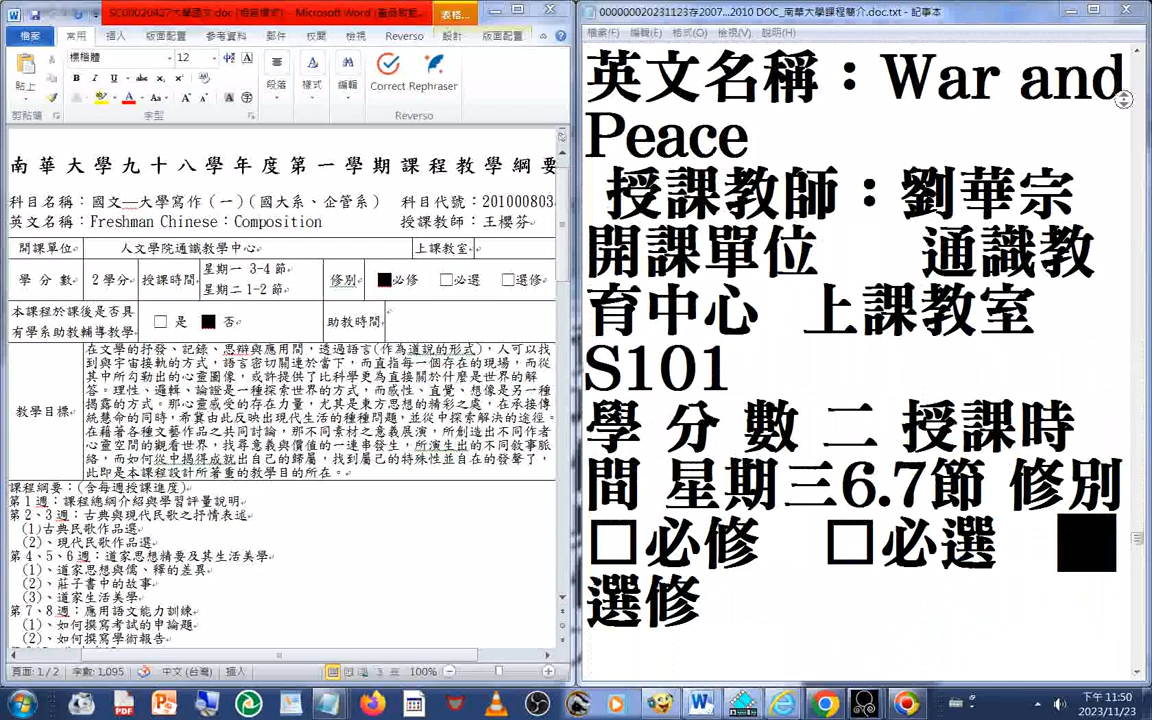 SC00020427大學國文.doc [相容模式] - Microsoft Word (產品啟動...
表格...
檔案
常用
插入
版面配置
參考資料
郵件
校閱
檢視
Reverso
設計
版面配置
標楷體
12
貼上
段落
樣式
編輯
Correct
Rephraser
剪貼簿
字型
Reverso
南華大學九十八學年度第一學期課程教學綱要
科目名稱：國文—大學寫作（一）（國大系、企管系） 科目代號：201000803
英文名稱：Freshman Chinese：Composition 授課教師：王櫻芬
開課單位 人文學院通識教學中心 上課教室
學 分 數 2學分 授課時間 星期一 3-4節
星期二 1-2節
修別 ■必修 □必選 □選修
本課程於課後是否具
有學系助教輔導教學
□ 是 ■ 否 助教時間
教學目標
在文學的抒發、記錄、思辯與應用間，透過語言(作為道說的形式)，人可以找
到與宇宙接軌的方式，語言密切關連於當下，而直指每一個存在的現場，而從
其中所勾勒出的心靈圖像，或許提供了比科學更為直接關於什麼是世界的解
答。理性、邏輯、論證是一種探索世界的方式，而感性、直覺、想像是另一種
揭露的方式。那心靈感受的存在力量，尤其是東方思想的精彩之處，在承接傳
統慧命的同時，希冀由此反映出現代生活的種種問題，並從中探索解決的途徑。
在藉著各種文藝作品之共同討論，那不同素材之意義展演，所創造出不同作者
心靈空間的觀看世界，找尋意義與價值的一連串發生，所演生出的不同敘事脈
絡，而如何從中揭得成就出自己的歸屬，找到屬己的特殊性並自在的發聲了，
此即是本課程設計所著重的教學目的所在。
課程綱要：(含每週授課進度)
第1週：課程總綱介紹與學習評量說明
第2、3週：古典與現代民歌之抒情表述
(1)古典民歌作品選
(2)、現代民歌作品選
第4、5、6週：道家思想精要及其生活美學
(1)、道家思想與儒、釋的差異
(2)、莊子書中的故事
(3)、道家生活美學
第7、8週：應用語文能力訓練
(1)、如何撰寫考試的申論題
(2)、如何撰寫學術報告
頁面: 1/2
字數: 1,095
中文 (台灣)
插入
100%
000000020231123存2007...2010 DOC_南華大學課程簡介.doc.txt - 記事本
檔案(F) 編輯(E) 格式(O) 檢視(V) 說明(H)
英文名稱：War and
Peace
授課教師：劉華宗
開課單位 通識教
育中心 上課教室
S101
學 分 數 二 授課時
間 星期三6.7節 修別
□必修 □必選 ■
選修
下午 11:50
2023/11/23